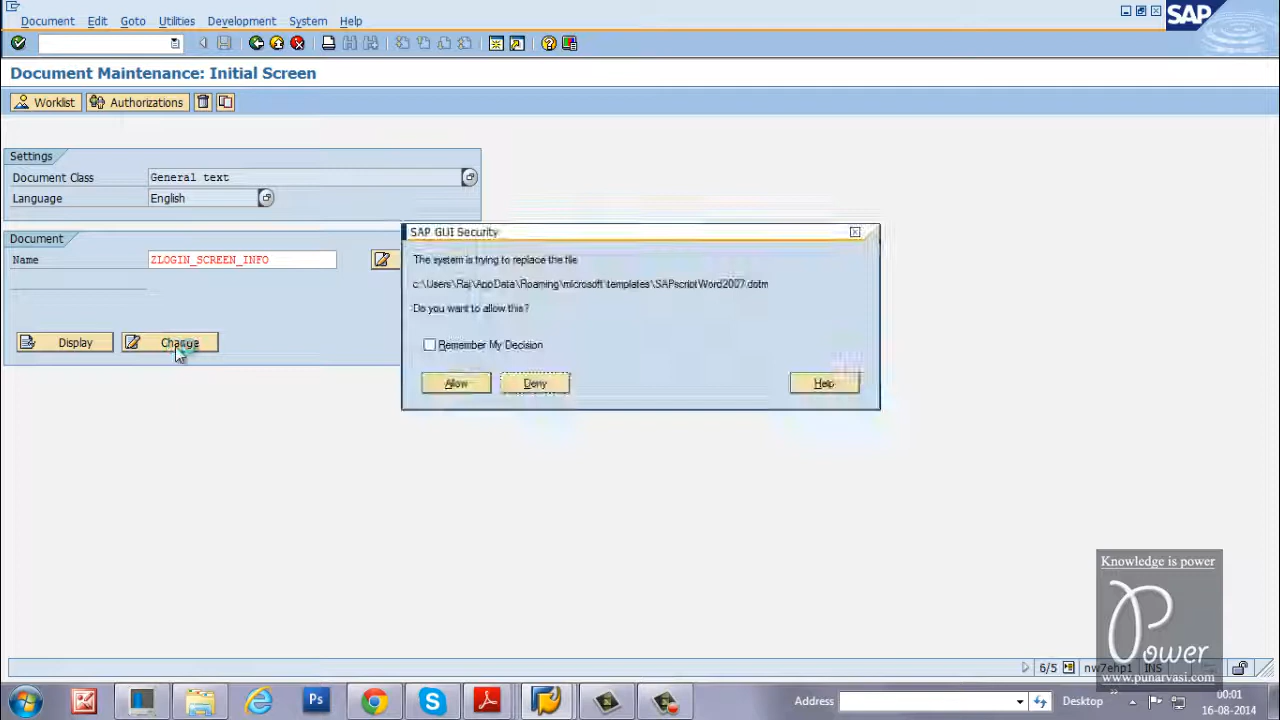 Document Edit Goto Utilities Development System Help
SAP
Document Maintenance: Initial Screen
Worklist Authorizations
Settings
Document Class General text
Language English
Document
Name ZLOGIN_SCREEN_INFO
Display Change
SAP GUI Security
The system is trying to replace the file
c:\Users\Raj\AppData\Roaming\microsoft\templates\SAPscriptWord2007.dotm
Do you want to allow this?
Remember My Decision
Allow Deny Help
Knowledge is power
Power
www.punarvasi.com
6/5 nw7ehp1 INS
Ps
Address Desktop
00:01
16-08-2014